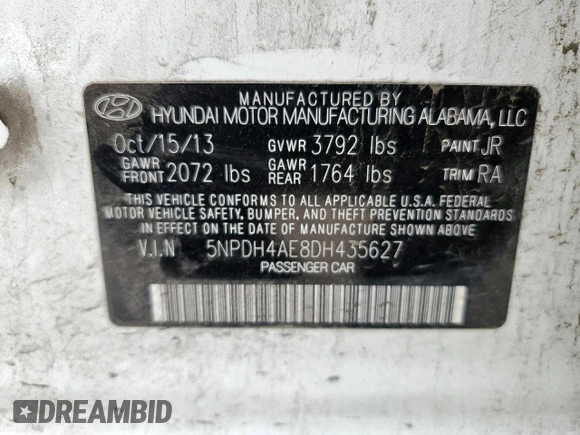 MANUFACTURED BY
HYUNDAI MOTOR MANUFACTURING ALABAMA, LLC
Oct/15/13 GVWR 3792 lbs PAINT JR
GAWR FRONT 2072 lbs GAWR REAR 1764 lbs TRIM RA
THIS VEHICLE CONFORMS TO ALL APPLICABLE U.S.A. FEDERAL
MOTOR VEHICLE SAFETY, BUMPER, AND THEFT PREVENTION
STANDARDS IN EFFECT ON THE DATE OF MANUFACTURE SHOWN ABOVE
V.I.N 5NPDH4AE8DH435627
PASSENGER CAR
DREAMBID